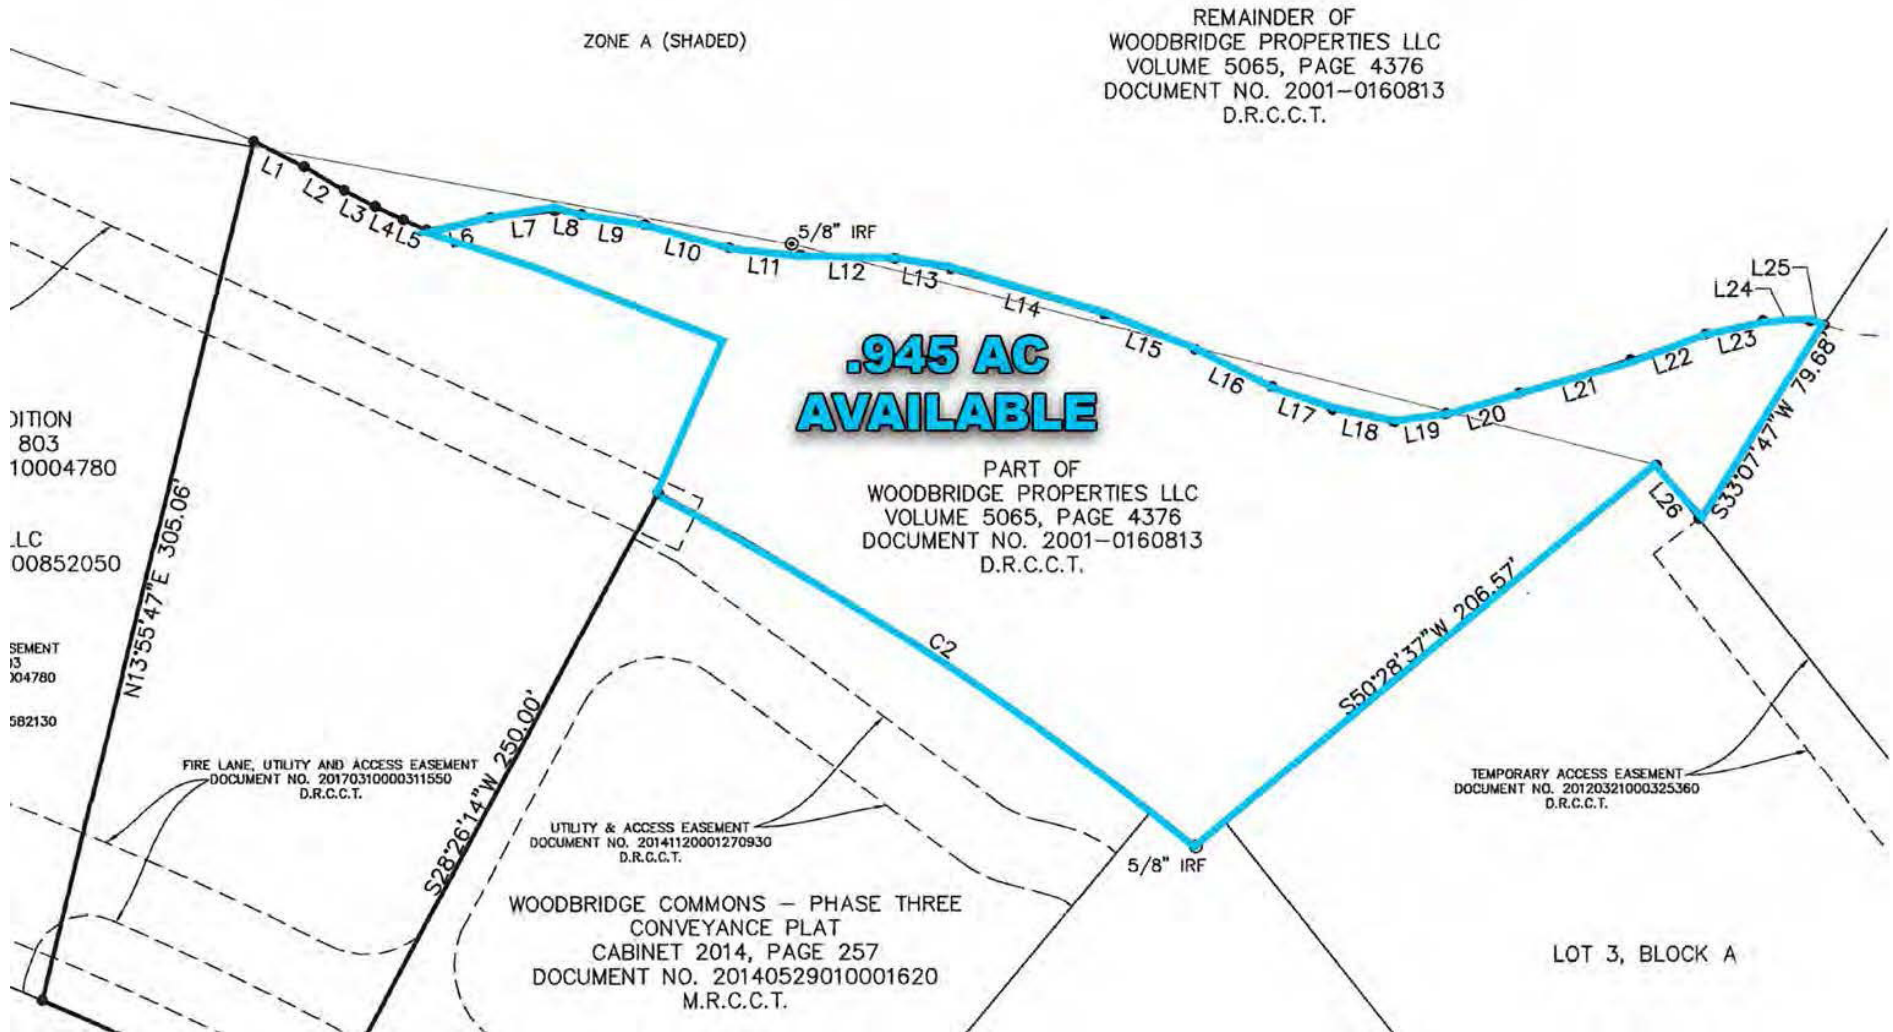 ZONE A (SHADED)
REMAINDER OF
WOODBRIDGE PROPERTIES LLC
VOLUME 5065, PAGE 4376
DOCUMENT NO. 2001-0160813
D.R.C.C.T.
L1
L2
L3
L4
L5
L6
L7
L8
L9
L10
L11
5/8" IRF
L12
L13
L14
L15
L16
L17
L18
L19
L20
L21
L22
L23
L24
L25
S33°07'47"W 79.68'
L26
.945 AC
AVAILABLE
PART OF
WOODBRIDGE PROPERTIES LLC
VOLUME 5065, PAGE 4376
DOCUMENT NO. 2001-0160813
D.R.C.C.T.
DITION
803
10004780
LLC
00852050
N13°55'47"E 305.06'
SEMENT
3
004780
582130
C2
S50°28'37"W 206.57'
S28°26'14"W 250.00'
FIRE LANE, UTILITY AND ACCESS EASEMENT
DOCUMENT NO. 20170310000311550
D.R.C.C.T.
UTILITY & ACCESS EASEMENT
DOCUMENT NO. 20141120001270930
D.R.C.C.T.
TEMPORARY ACCESS EASEMENT
DOCUMENT NO. 20120321000325360
D.R.C.C.T.
5/8" IRF
WOODBRIDGE COMMONS - PHASE THREE
CONVEYANCE PLAT
CABINET 2014, PAGE 257
DOCUMENT NO. 20140529010001620
M.R.C.C.T.
LOT 3, BLOCK A